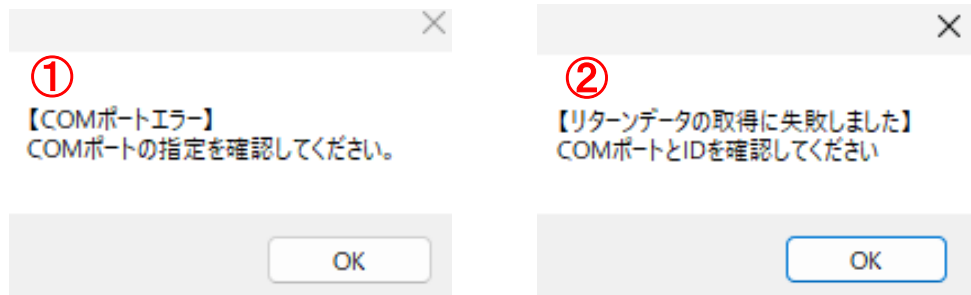 ①
【COMポートエラー】
COMポートの指定を確認してください。
OK
②
【リターンデータの取得に失敗しました】
COMポートとIDを確認してください
OK